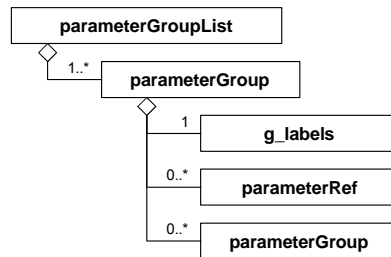 parameterGroupList
1..*
parameterGroup
1
g_labels
0..*
parameterRef
0..*
parameterGroup